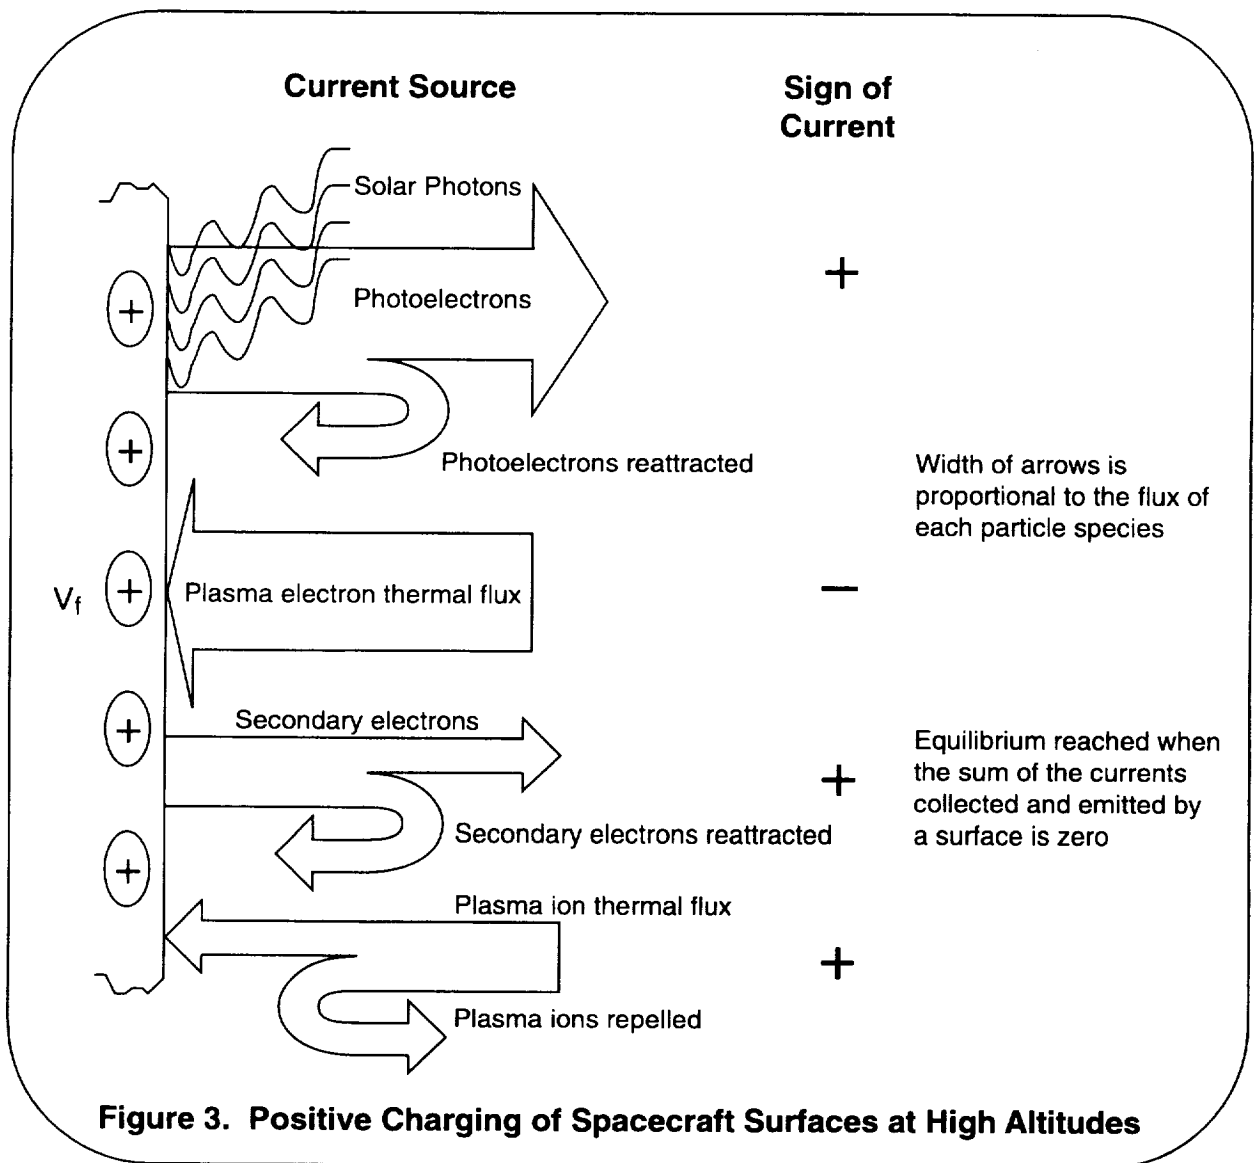 Current Source
Sign of
Current
Solar Photons
+
Photoelectrons
+
+
Photoelectrons reattracted
Width of arrows is
proportional to the flux of
each particle species
Vf
+
Plasma electron thermal flux
−
+
Secondary electrons
+
Equilibrium reached when
the sum of the currents
collected and emitted by
a surface is zero
Secondary electrons reattracted
+
Plasma ion thermal flux
+
Plasma ions repelled
Figure 3. Positive Charging of Spacecraft Surfaces at High Altitudes